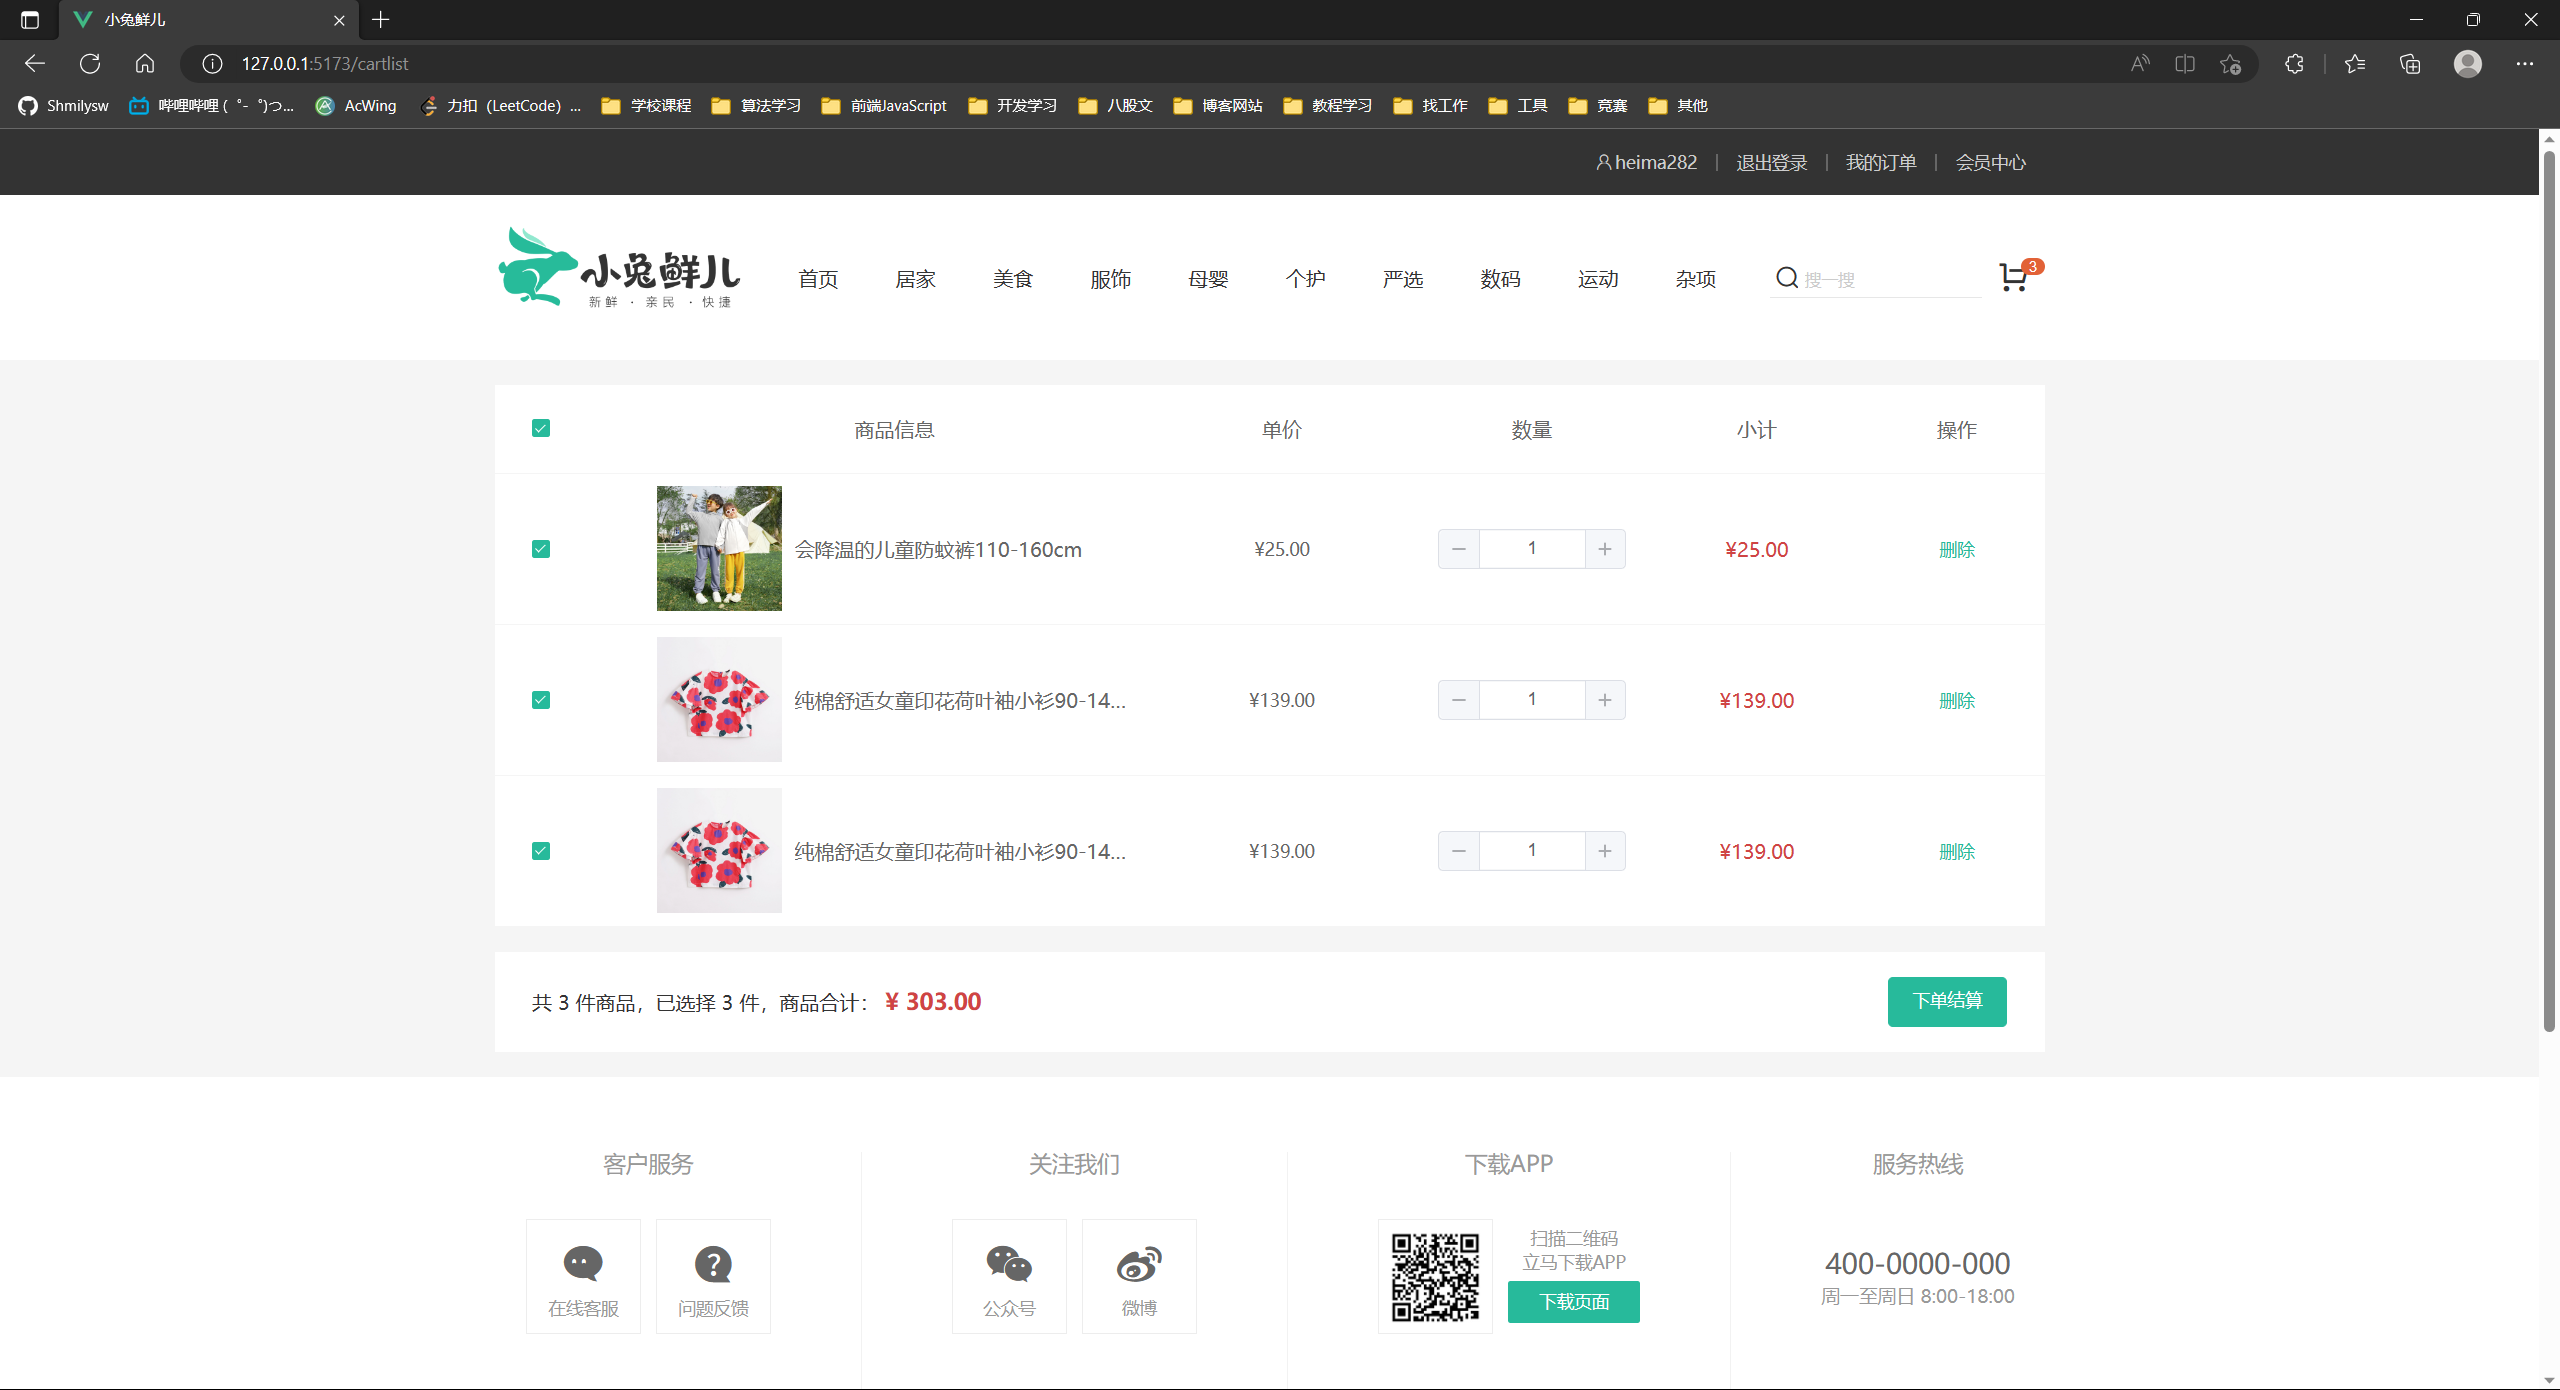 小兔鲜儿
127.0.0.1:5173/cartlist
Shmilysw 哔哩哔哩 (゜-゜)つ... AcWing 力扣（LeetCode）... 学校课程 算法学习 前端JavaScript 开发学习 八股文 博客网站 教程学习 找工作 工具 竞赛 其他
heima282 | 退出登录 | 我的订单 | 会员中心
小兔鲜儿
新鲜 · 亲民 · 快捷
首页 居家 美食 服饰 母婴 个护 严选 数码 运动 杂项 搜一搜 3
商品信息 单价 数量 小计 操作
会降温的儿童防蚊裤110-160cm ¥25.00 1 ¥25.00 删除
纯棉舒适女童印花荷叶袖小衫90-14... ¥139.00 1 ¥139.00 删除
纯棉舒适女童印花荷叶袖小衫90-14... ¥139.00 1 ¥139.00 删除
共 3 件商品，已选择 3 件，商品合计： ¥ 303.00 下单结算
客户服务 关注我们 下载APP 服务热线
扫描二维码
立马下载APP
400-0000-000
下载页面
周一至周日 8:00-18:00
在线客服 问题反馈 公众号 微博